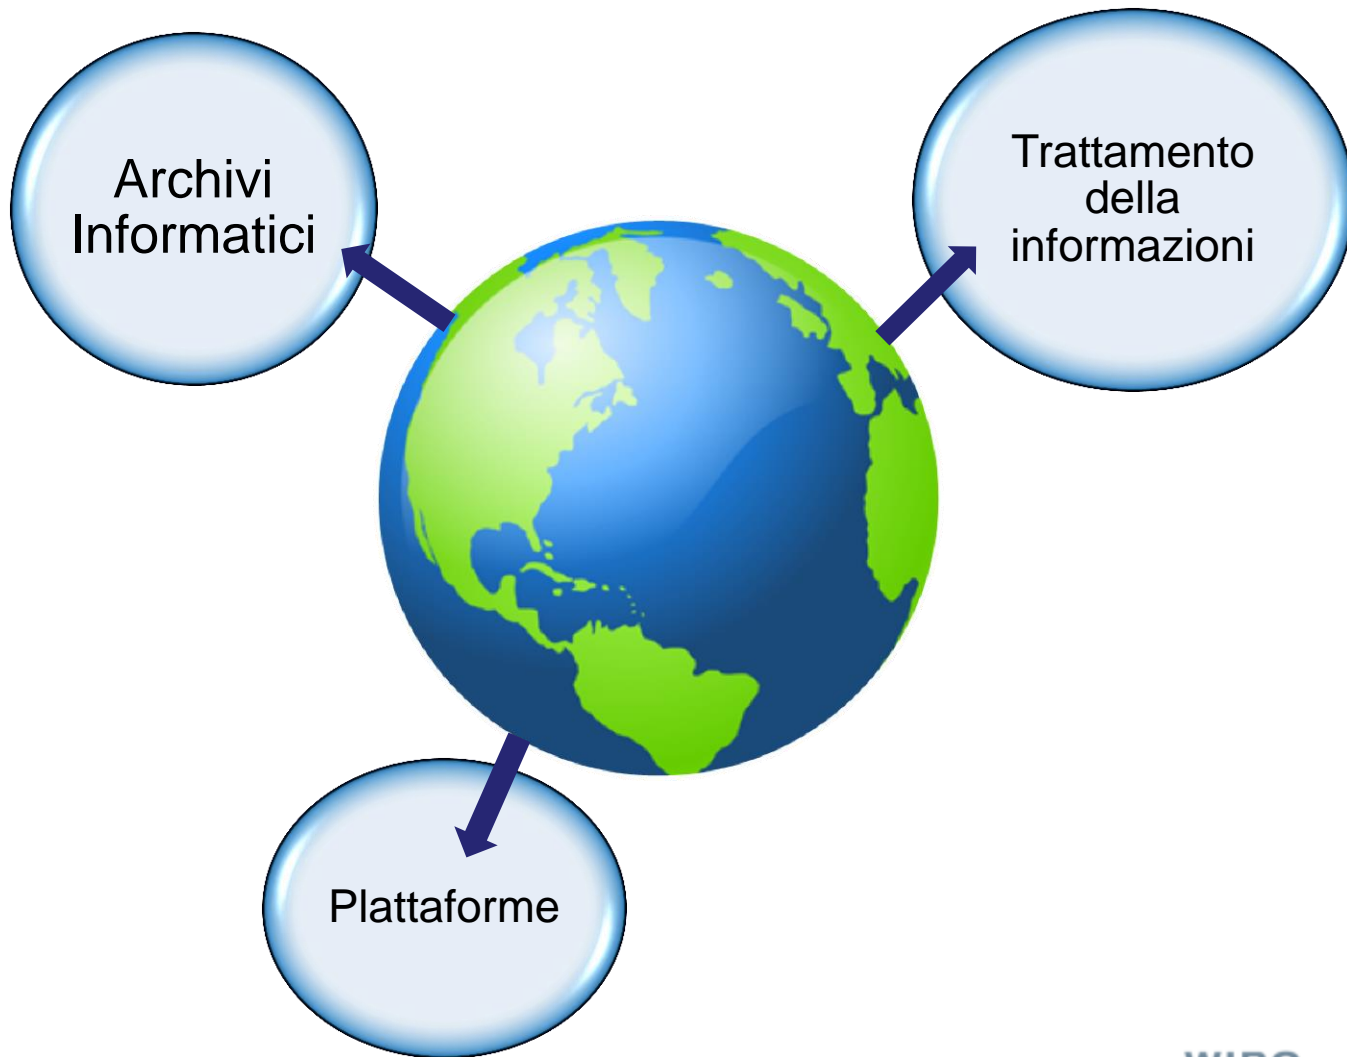 Archivi
Informatici
Trattamento
della
informazioni
Plattaforme